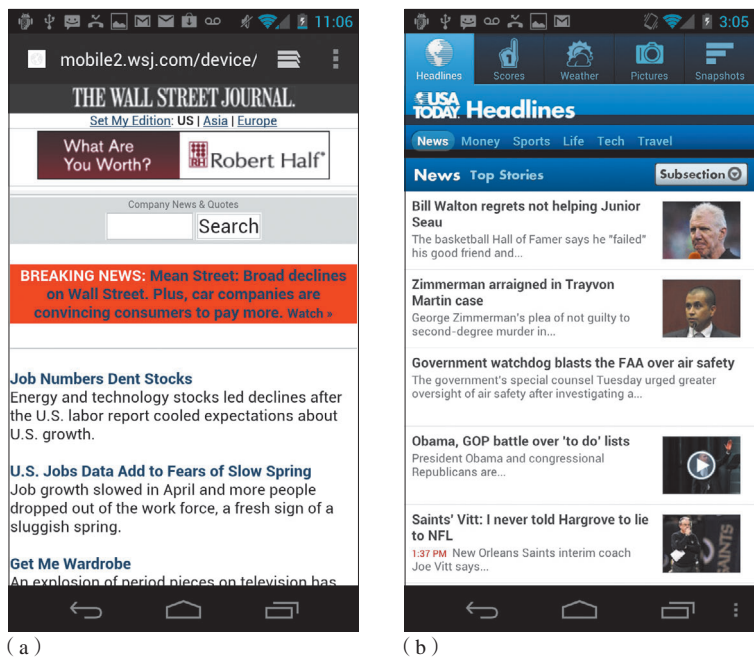 11:06
mobile2.wsj.com/device/
THE WALL STREET JOURNAL.
Set My Edition: US | Asia | Europe
What Are
You Worth?
RH Robert Half
Company News & Quotes
Search
BREAKING NEWS: Mean Street: Broad declines
on Wall Street. Plus, car companies are
convincing consumers to pay more. Watch »
Job Numbers Dent Stocks
Energy and technology stocks led declines after
the U.S. labor report cooled expectations about
U.S. growth.
U.S. Jobs Data Add to Fears of Slow Spring
Job growth slowed in April and more people
dropped out of the work force, a fresh sign of a
sluggish spring.
Get Me Wardrobe
An explosion of period pieces on television has
(a)
3:05
Headlines Scores Weather Pictures Snapshots
USA
TODAY Headlines
News Money Sports Life Tech Travel
News Top Stories Subsection
Bill Walton regrets not helping Junior
Seau
The basketball Hall of Famer says he "failed"
his good friend and...
Zimmerman arraigned in Trayvon
Martin case
George Zimmerman's plea of not guilty to
second-degree murder in...
Government watchdog blasts the FAA over air safety
The government's special counsel Tuesday urged greater
oversight of air safety after investigating a...
Obama, GOP battle over 'to do' lists
President Obama and congressional
Republicans are...
Saints' Vitt: I never told Hargrove to lie
to NFL
1:37 PM New Orleans Saints interim coach
Joe Vitt says...
SAINTS
(b)